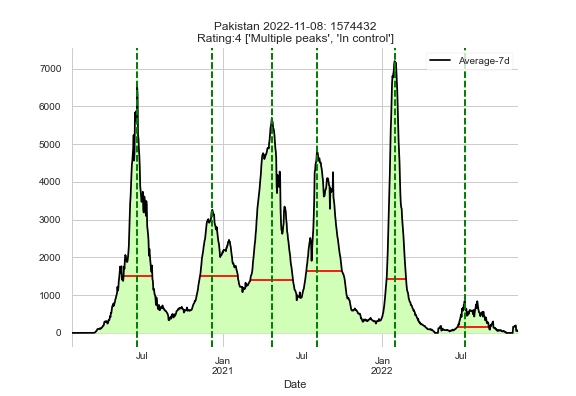 Pakistan 2022-11-08: 1574432
Rating:4 ['Multiple peaks', 'In control']
Average-7d
7000
6000
5000
4000
3000
2000
1000
0
Jul
Jan
2021
Jul
Jan
2022
Jul
Date